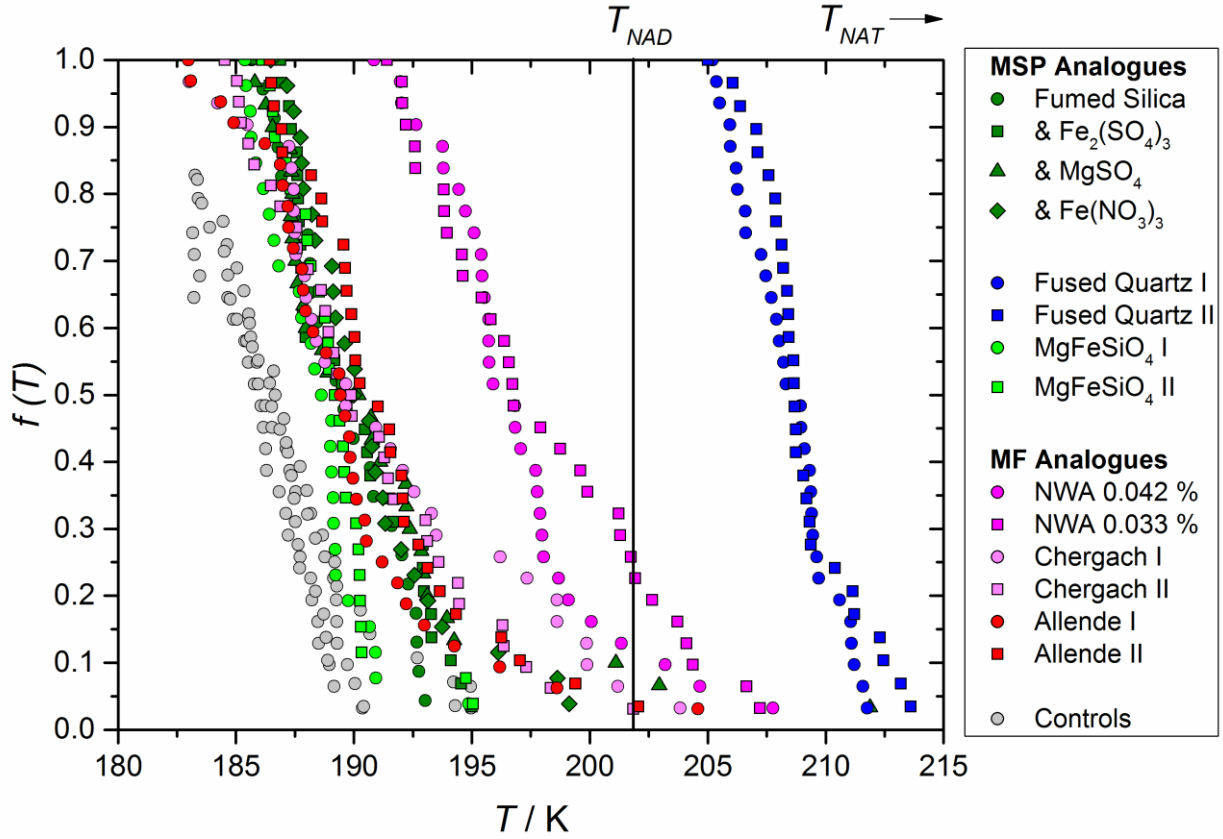 T_NAD
T_NAT
1.0
0.9
0.8
0.7
0.6
0.5
0.4
0.3
0.2
0.1
0.0
f (T)
180
185
190
195
200
205
210
215
T / K
MSP Analogues
Fumed Silica
& Fe₂(SO₄)₃
& MgSO₄
& Fe(NO₃)₃
Fused Quartz I
Fused Quartz II
MgFeSiO₄ I
MgFeSiO₄ II
MF Analogues
NWA 0.042 %
NWA 0.033 %
Chergach I
Chergach II
Allende I
Allende II
Controls